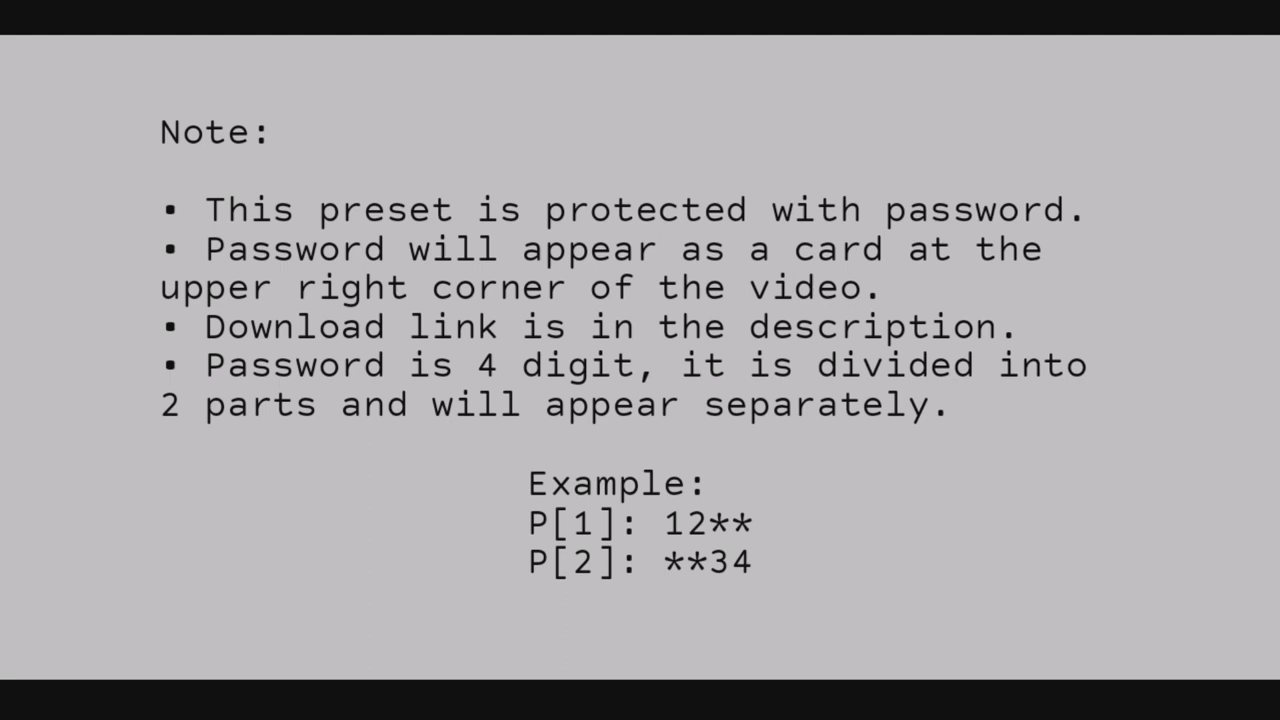 Note:
• This preset is protected with password.
• Password will appear as a card at the
upper right corner of the video.
• Download link is in the description.
• Password is 4 digit, it is divided into
2 parts and will appear separately.
Example:
P[1]: 12**
P[2]: **34